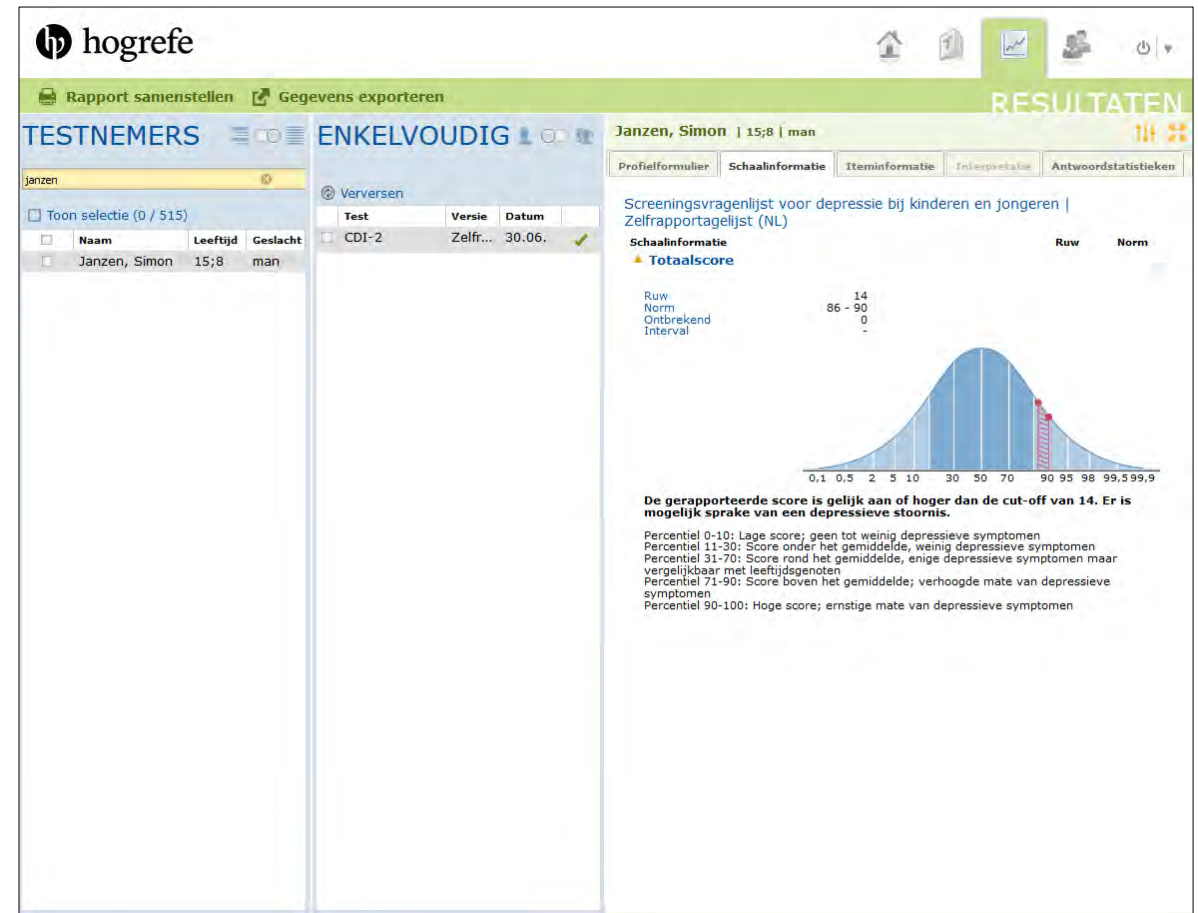 hogrefe
Rapport samenstellen Gegevens exporteren
RESULTATEN
TESTNEMERS
janzen
Toon selectie (0 / 515)
Naam Leeftijd Geslacht
Janzen, Simon 15;8 man
ENKELVOUDIG
Verversen
Test Versie Datum
CDI-2 Zelfr... 30.06.
Janzen, Simon | 15;8 | man
Profielformulier Schaalinformatie Iteminformatie Interpretatie Antwoordstatistieken
Screeningsvragenlijst voor depressie bij kinderen en jongeren |
Zelfrapportagelijst (NL)
Schaalinformatie Ruw Norm
Totaalscore
Ruw 14
Norm 86 - 90
Ontbrekend 0
Interval -
0,1 0,5 2 5 10 30 50 70 90 95 98 99,5 99,9
De gerapporteerde score is gelijk aan of hoger dan de cut-off van 14. Er is
mogelijk sprake van een depressieve stoornis.
Percentiel 0-10: Lage score; geen tot weinig depressieve symptomen
Percentiel 11-30: Score onder het gemiddelde, weinig depressieve symptomen
Percentiel 31-70: Score rond het gemiddelde, enige depressieve symptomen maar
vergelijkbaar met leeftijdsgenoten
Percentiel 71-90: Score boven het gemiddelde; verhoogde mate van depressieve
symptomen
Percentiel 90-100: Hoge score; ernstige mate van depressieve symptomen